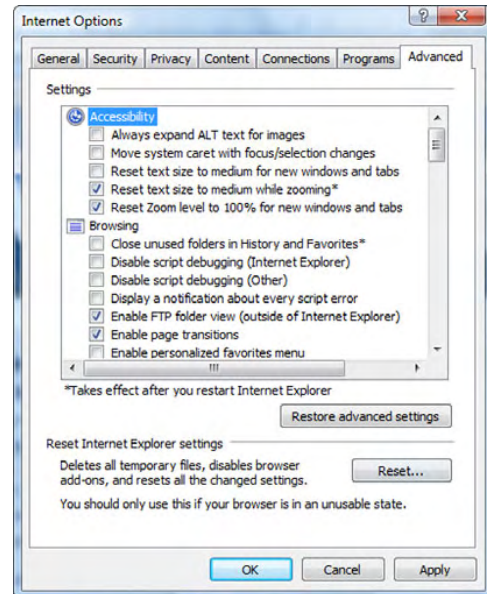 Internet Options
General Security Privacy Content Connections Programs Advanced
Settings
Accessibility
Always expand ALT text for images
Move system caret with focus/selection changes
Reset text size to medium for new windows and tabs
Reset text size to medium while zooming*
Reset Zoom level to 100% for new windows and tabs
Browsing
Close unused folders in History and Favorites*
Disable script debugging (Internet Explorer)
Disable script debugging (Other)
Display a notification about every script error
Enable FTP folder view (outside of Internet Explorer)
Enable page transitions
Enable personalized favorites menu
*Takes effect after you restart Internet Explorer
Restore advanced settings
Reset Internet Explorer settings
Deletes all temporary files, disables browser
add-ons, and resets all the changed settings.
Reset...
You should only use this if your browser is in an unusable state.
OK Cancel Apply